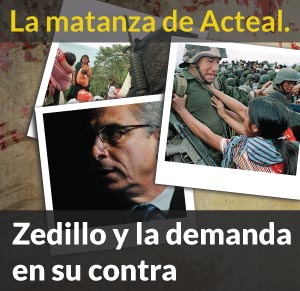 La matanza de Acteal.
Zedillo y la demanda
en su contra